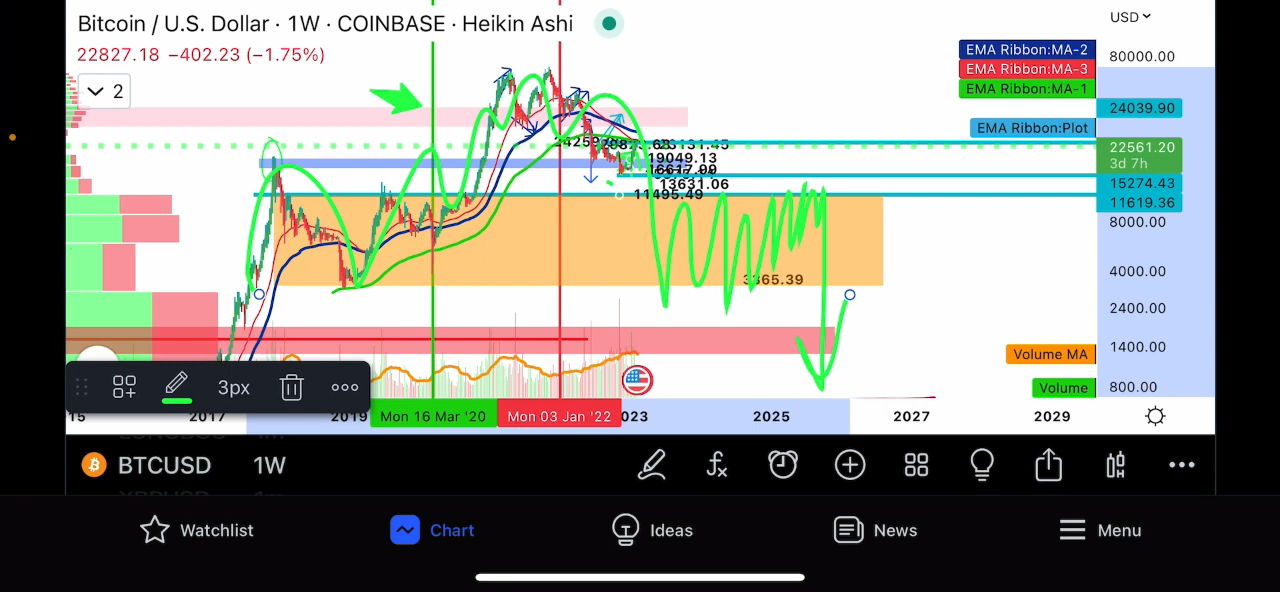 Bitcoin / U.S. Dollar · 1W · COINBASE · Heikin Ashi
USD
22827.18 −402.23 (−1.75%)
EMA Ribbon:MA-2
80000.00
EMA Ribbon:MA-3
2
EMA Ribbon:MA-1
24039.90
EMA Ribbon:Plot
23131.45
22561.20
19049.13
3d 7h
13631.06
15274.43
11495.49
11619.36
8000.00
4000.00
3365.39
2400.00
1400.00
Volume MA
3px
800.00
Volume
15
2017
2019
Mon 16 Mar '20
Mon 03 Jan '22
023
2025
2027
2029
BTCUSD
1W
Watchlist
Chart
Ideas
News
Menu